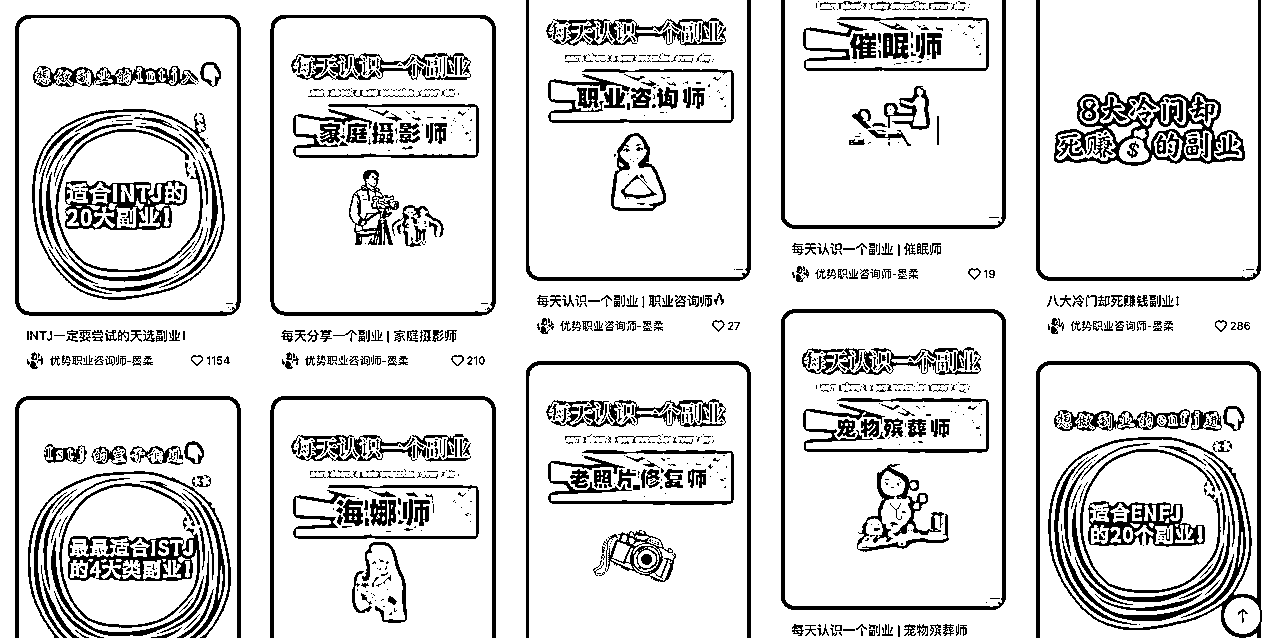 想做副业的intj人
适合INTJ的
20大副业!
INTJ一定要尝试的天选副业!
优势职业咨询师-墨柔
1154
最最适合ISTJ
的4大类副业!
每天认识一个副业
家庭摄影师
每天分享一个副业 | 家庭摄影师
优势职业咨询师-墨柔
210
每天认识一个副业
海娜师
每天认识一个副业
职业咨询师
每天认识一个副业 | 职业咨询师🔥
优势职业咨询师-墨柔
27
每天认识一个副业
老照片修复师
催眠师
每天认识一个副业 | 催眠师
优势职业咨询师-墨柔
19
每天认识一个副业
宠物殡葬师
每天认识一个副业 | 宠物殡葬师
8大冷门却
死赚$的副业
八大冷门却死赚钱副业!
优势职业咨询师-墨柔
286
适合ENFJ
的20个副业!